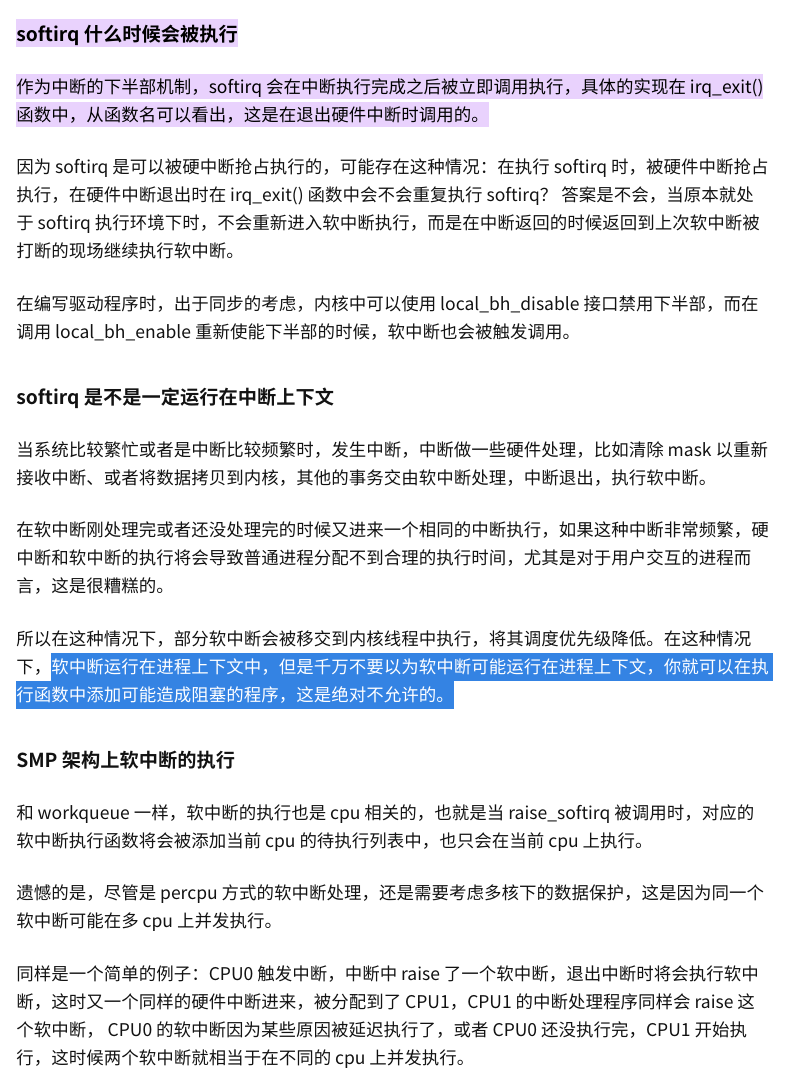 softirq 什么时候会被执行
作为中断的下半部机制，softirq 会在中断执行完成之后被立即调用执行，具体的实现在 irq_exit()
函数中，从函数名可以看出，这是在退出硬件中断时调用的。
因为 softirq 是可以被硬中断抢占执行的，可能存在这种情况：在执行 softirq 时，被硬件中断抢占
执行，在硬件中断退出时在 irq_exit() 函数中会不会重复执行 softirq？ 答案是不会，当原本就处
于 softirq 执行环境下时，不会重新进入软中断执行，而是在中断返回的时候返回到上次软中断被
打断的现场继续执行软中断。
在编写驱动程序时，出于同步的考虑，内核中可以使用 local_bh_disable 接口禁用下半部，而在
调用 local_bh_enable 重新使能下半部的时候，软中断也会被触发调用。
softirq 是不是一定运行在中断上下文
当系统比较繁忙或者是中断比较频繁时，发生中断，中断做一些硬件处理，比如清除 mask 以重新
接收中断、或者将数据拷贝到内核，其他的事务交由软中断处理，中断退出，执行软中断。
在软中断刚处理完或者还没处理完的时候又进来一个相同的中断执行，如果这种中断非常频繁，硬
中断和软中断的执行将会导致普通进程分配不到合理的执行时间，尤其是对于用户交互的进程而
言，这是很糟糕的。
所以在这种情况下，部分软中断会被移交到内核线程中执行，将其调度优先级降低。在这种情况
下，软中断运行在进程上下文中，但是千万不要以为软中断可能运行在进程上下文，你就可以在执
行函数中添加可能造成阻塞的程序，这是绝对不允许的。
SMP 架构上软中断的执行
和 workqueue 一样，软中断的执行也是 cpu 相关的，也就是当 raise_softirq 被调用时，对应的
软中断执行函数将会被添加当前 cpu 的待执行列表中，也只会在当前 cpu 上执行。
遗憾的是，尽管是 percpu 方式的软中断处理，还是需要考虑多核下的数据保护，这是因为同一个
软中断可能在多 cpu 上并发执行。
同样是一个简单的例子：CPU0 触发中断，中断中 raise 了一个软中断，退出中断时将会执行软中
断，这时又一个同样的硬件中断进来，被分配到了 CPU1，CPU1 的中断处理程序同样会 raise 这
个软中断， CPU0 的软中断因为某些原因被延迟执行了，或者 CPU0 还没执行完，CPU1 开始执
行，这时候两个软中断就相当于在不同的 cpu 上并发执行。